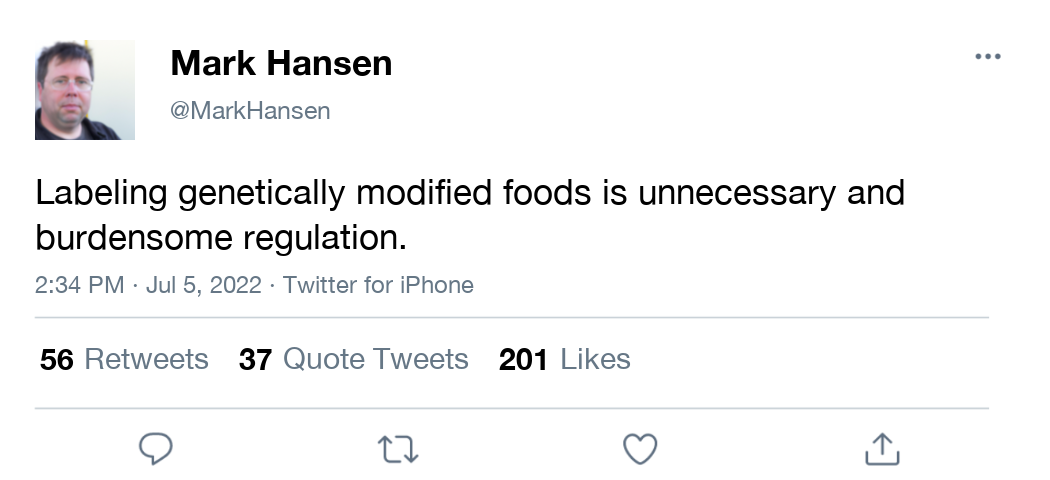 Mark Hansen
@MarkHansen
Labeling genetically modified foods is unnecessary and
burdensome regulation.
2:34 PM · Jul 5, 2022 · Twitter for iPhone
56 Retweets 37 Quote Tweets 201 Likes